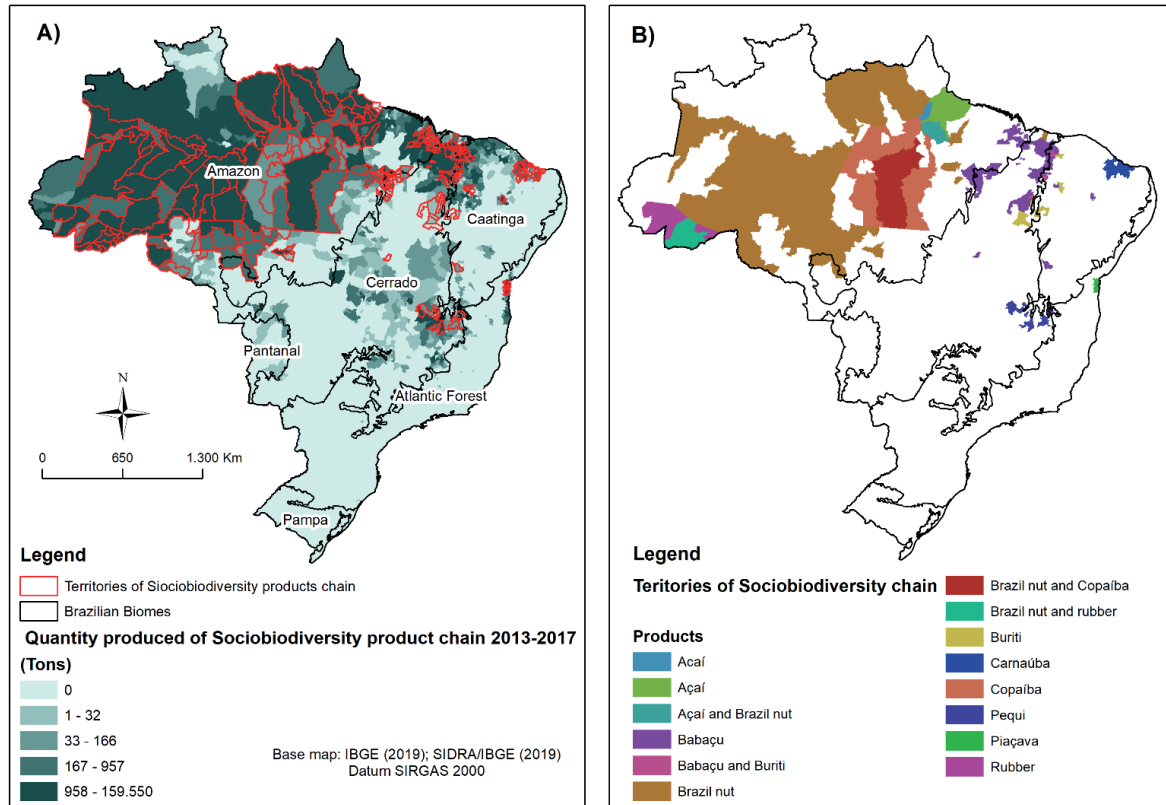 A)
Amazon
Caatinga
Cerrado
Pantanal
Atlantic Forest
Pampa
N
0 650 1.300 Km
Legend
Territories of Sociobiodversity products chain
Brazilian Biomes
Quantity produced of Sociobiodversity product chain 2013-2017
(Tons)
0
1 - 32
33 - 166
167 - 957
958 - 159.550
Base map: IBGE (2019); SIDRA/IBGE (2019)
Datum SIRGAS 2000
B)
Legend
Territories of Sociobiodversity chain
Products
Acaí
Açaí
Açaí and Brazil nut
Babaçu
Babaçu and Buriti
Brazil nut
Brazil nut and Copaíba
Brazil nut and rubber
Buriti
Carnaúba
Copaíba
Pequi
Piaçava
Rubber